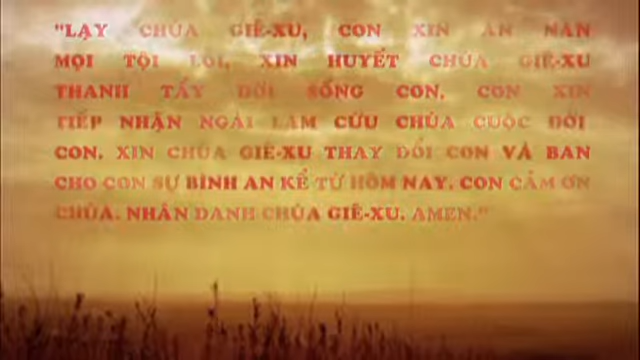 "LẠY CHÚA GIÊ-XU, CON XIN ĂN NĂN
MỌI TỘI LỖI, XIN HUYẾT CHÚA GIÊ-XU
THANH TẨY ĐỜI SỐNG CON, CON XIN
TIẾP NHẬN NGÀI LÀM CỨU CHÚA CUỘC ĐỜI
CON. XIN CHÚA GIÊ-XU THAY ĐỔI CON VÀ BAN
CHO CON SỰ BÌNH AN KỂ TỪ HÔM NAY. CON CẢM ƠN
CHÚA. NHÂN DANH CHÚA GIÊ-XU. AMEN."